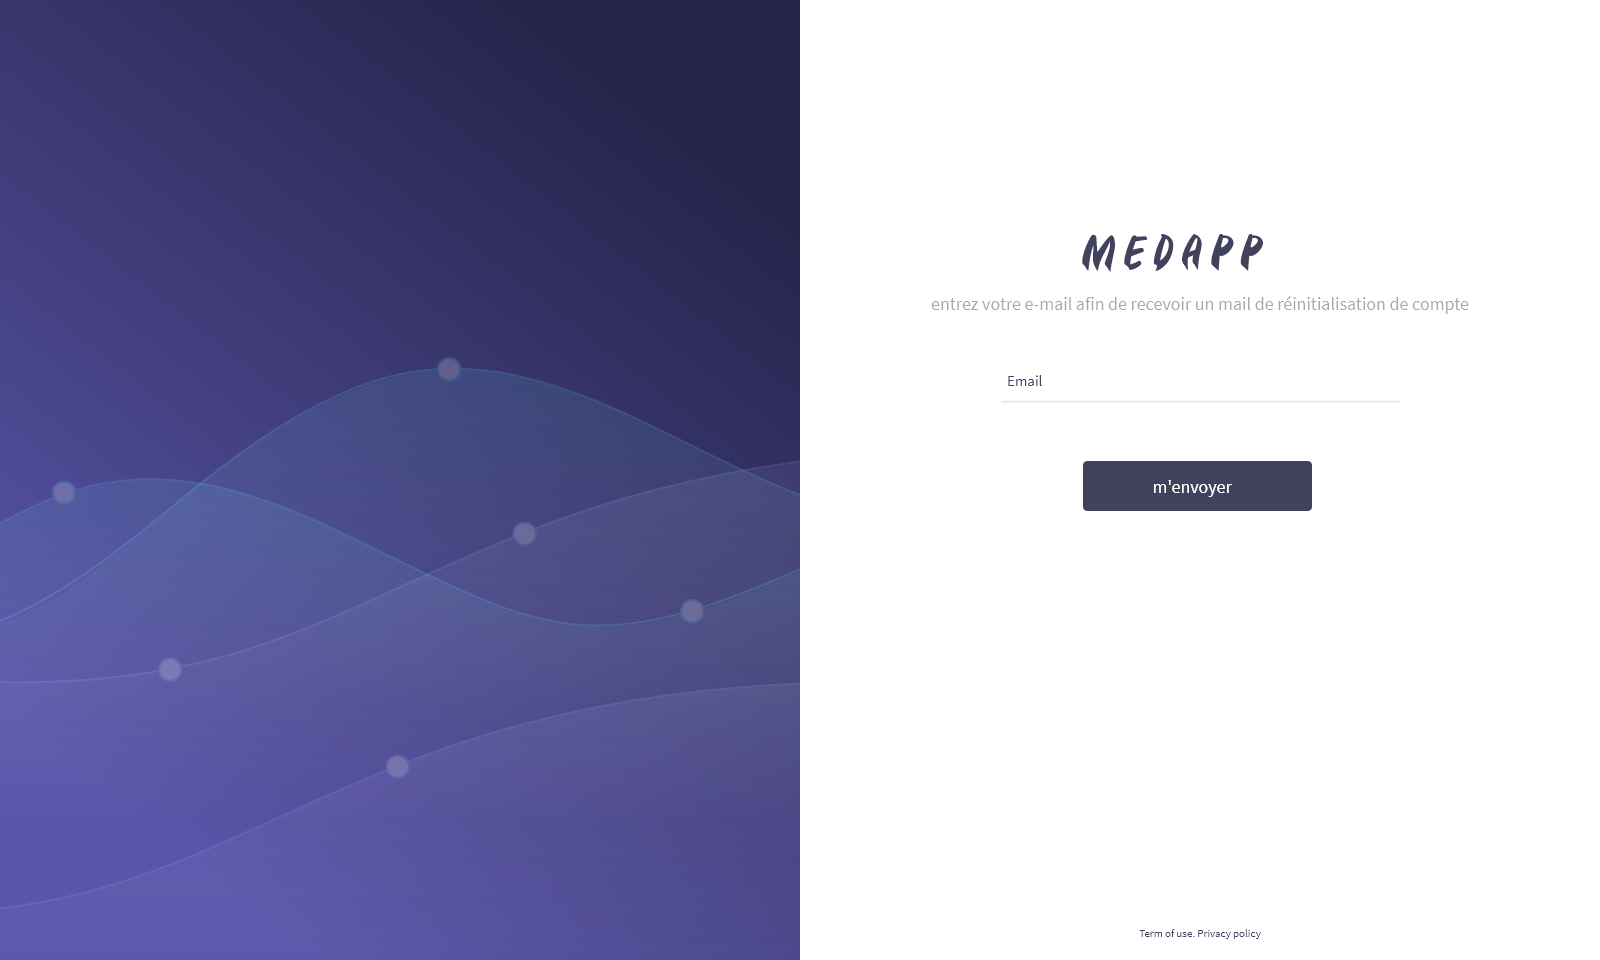 MEDAPP
entrez votre e-mail afin de recevoir un mail de réinitialisation de compte
Email
m'envoyer
Term of use. Privacy policy